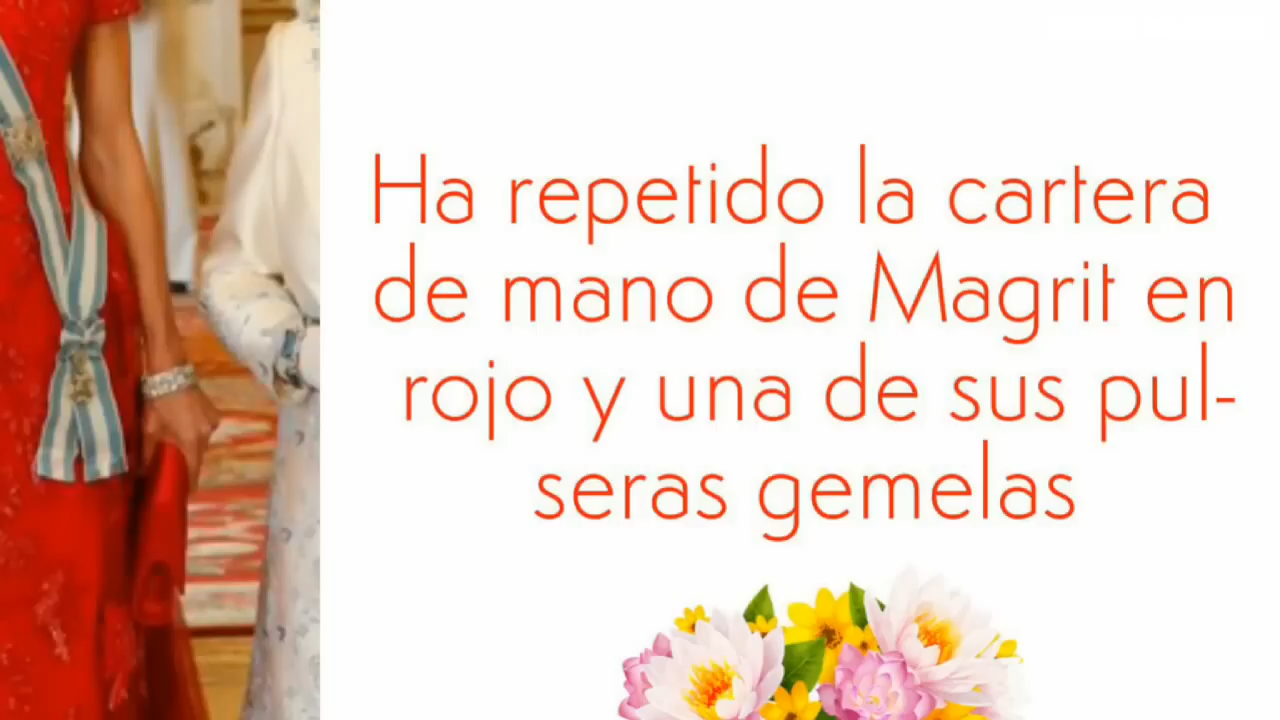 Ha repetido la cartera
de mano de Magrit en
rojo y una de sus pul-
seras gemelas